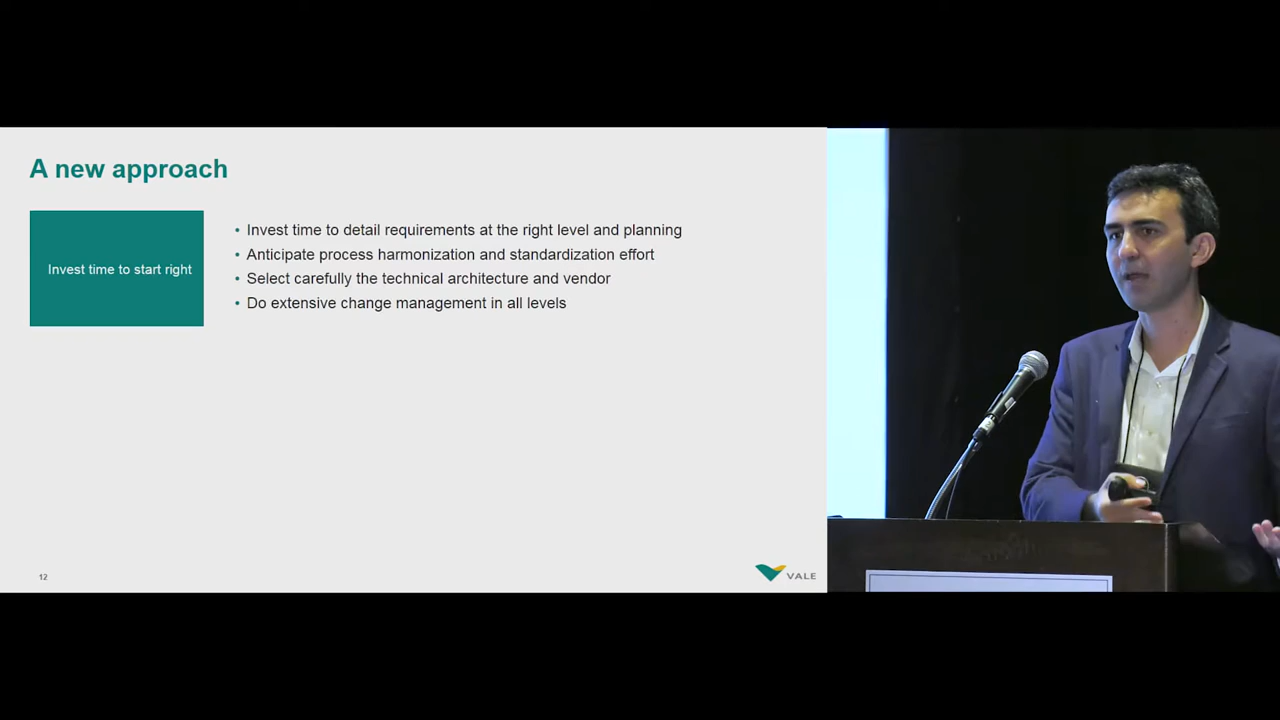 A new approach
Invest time to start right
• Invest time to detail requirements at the right level and planning
• Anticipate process harmonization and standardization effort
• Select carefully the technical architecture and vendor
• Do extensive change management in all levels
12
VALE